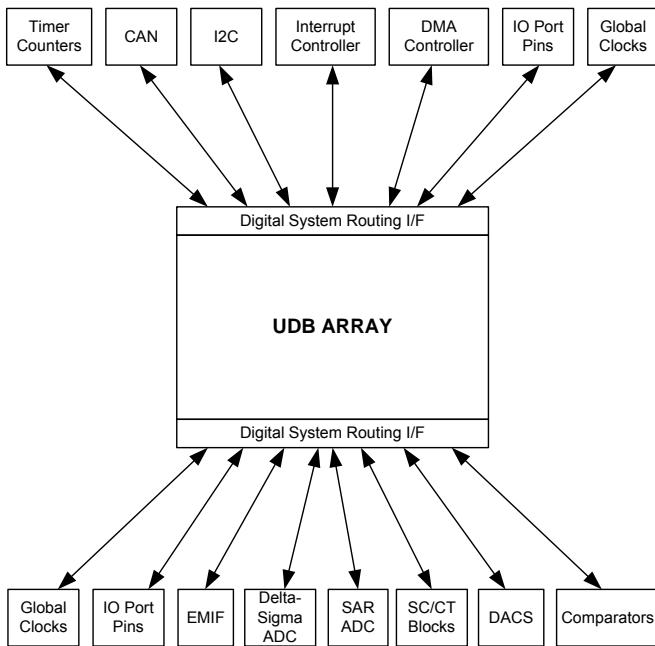 Timer
Counters
CAN
I2C
Interrupt
Controller
DMA
Controller
IO Port
Pins
Global
Clocks
Digital System Routing I/F
UDB ARRAY
Digital System Routing I/F
Global
Clocks
IO Port
Pins
EMIF
Delta-
Sigma
ADC
SAR
ADC
SC/CT
Blocks
DACS
Comparators